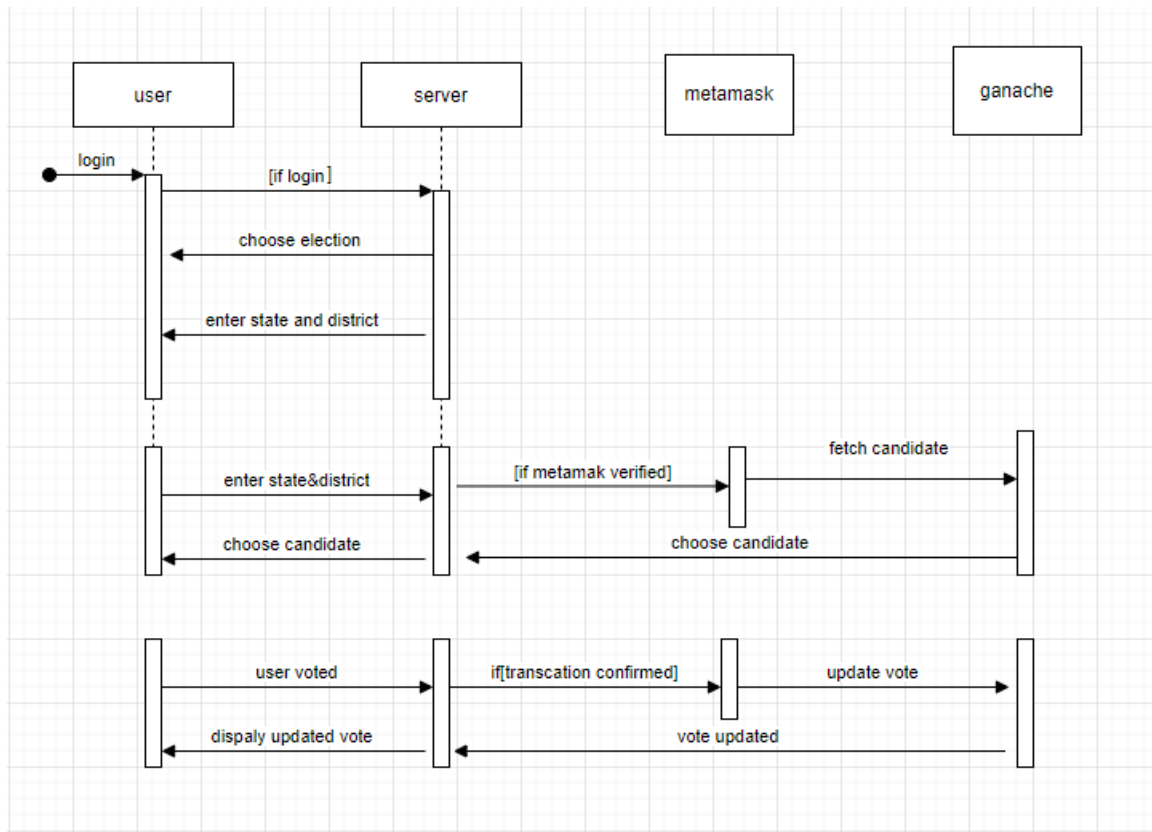 user
server
metamask
ganache
login
[if login]
choose election
enter state and district
fetch candidate
enter state&district
[if metamak verified]
choose candidate
choose candidate
user voted
if[transcation confirmed]
update vote
dispaly updated vote
vote updated